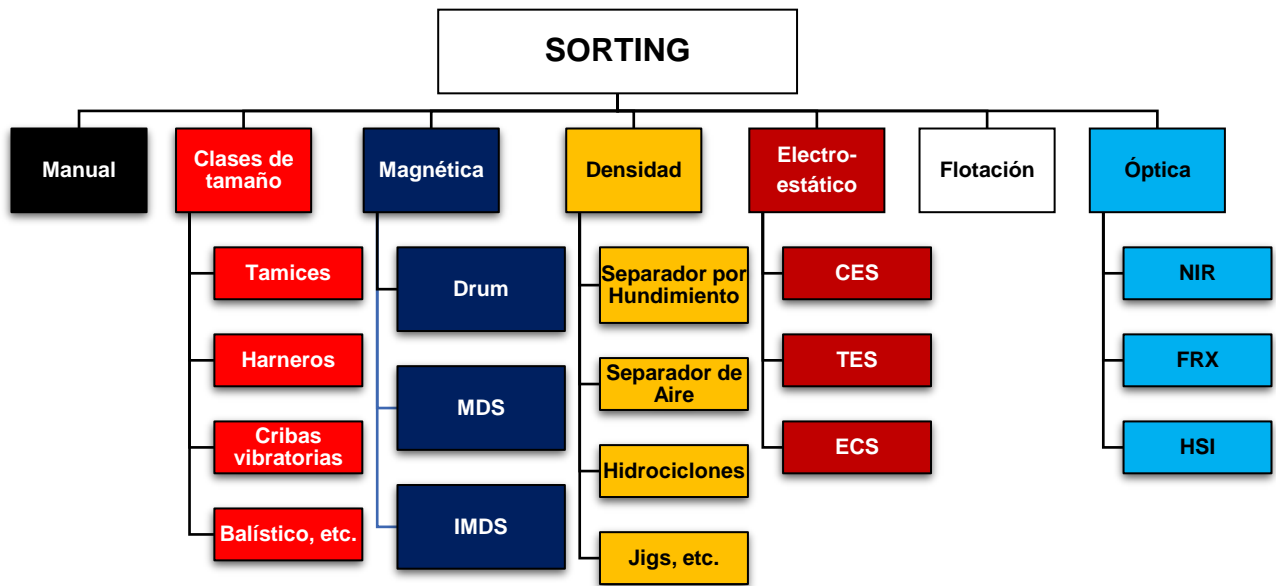 SORTING
Manual
Clases de
tamaño
Magnética
Densidad
Electro-
estático
Flotación
Óptica
Tamices
Harneros
Cribas
vibratorias
Balístico, etc.
Drum
MDS
IMDS
Separador por
Hundimiento
Separador de
Aire
Hidrociclones
Jigs, etc.
CES
TES
ECS
NIR
FRX
HSI